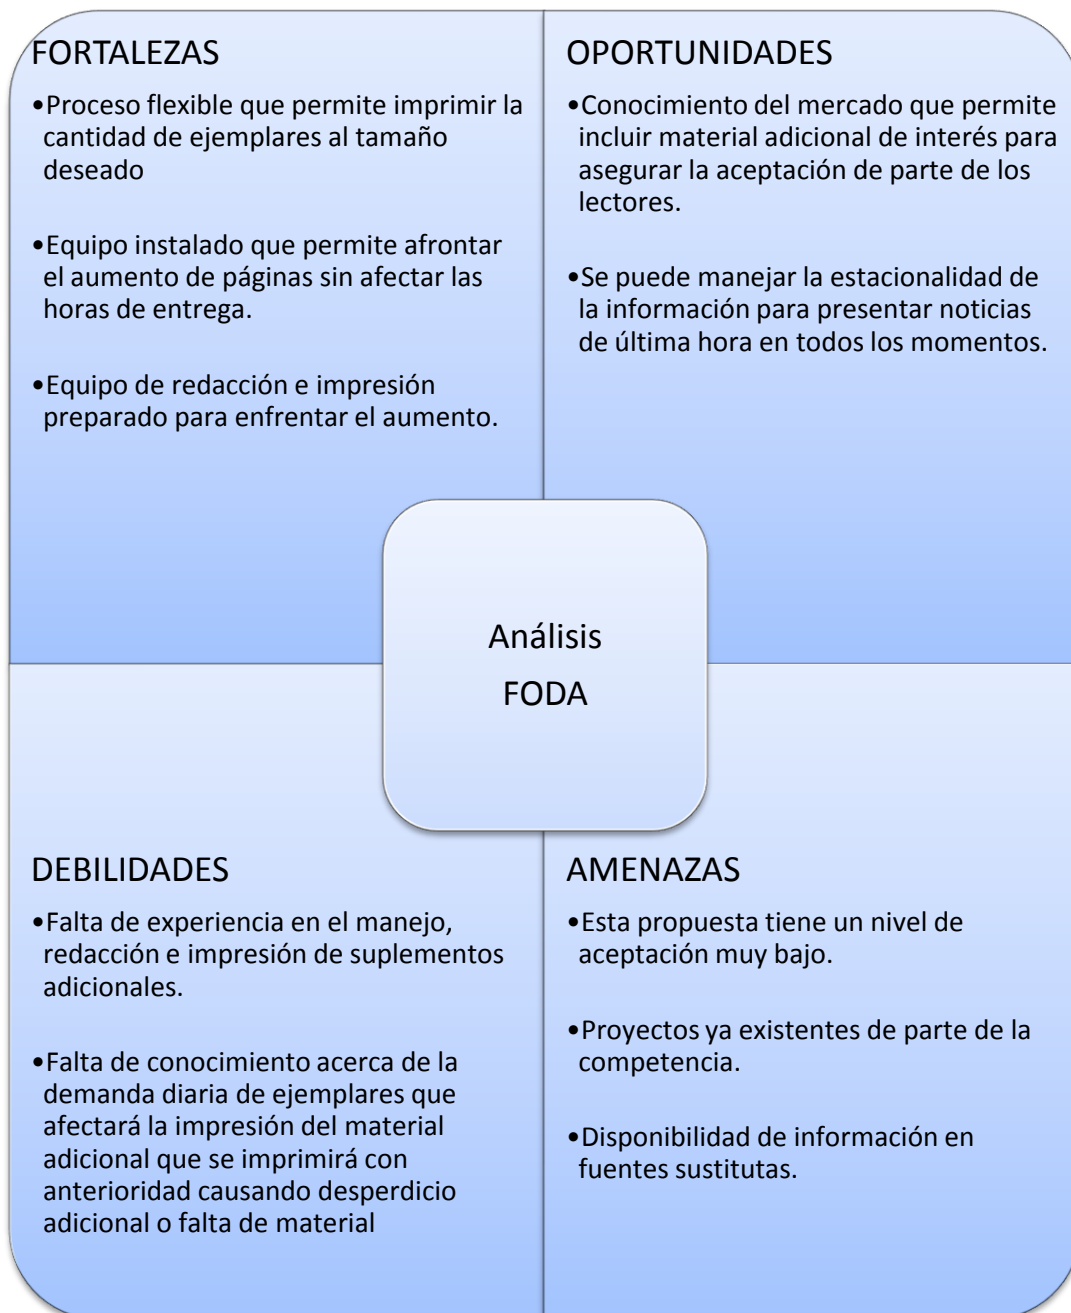 FORTALEZAS
•Proceso flexible que permite imprimir la
cantidad de ejemplares al tamaño
deseado
•Equipo instalado que permite afrontar
el aumento de páginas sin afectar las
horas de entrega.
•Equipo de redacción e impresión
preparado para enfrentar el aumento.
OPORTUNIDADES
•Conocimiento del mercado que permite
incluir material adicional de interés para
asegurar la aceptación de parte de los
lectores.
•Se puede manejar la estacionalidad de
la información para presentar noticias
de última hora en todos los momentos.
Análisis
FODA
DEBILIDADES
•Falta de experiencia en el manejo,
redacción e impresión de suplementos
adicionales.
•Falta de conocimiento acerca de la
demanda diaria de ejemplares que
afectará la impresión del material
adicional que se imprimirá con
anterioridad causando desperdicio
adicional o falta de material
AMENAZAS
•Esta propuesta tiene un nivel de
aceptación muy bajo.
•Proyectos ya existentes de parte de la
competencia.
•Disponibilidad de información en
fuentes sustitutas.